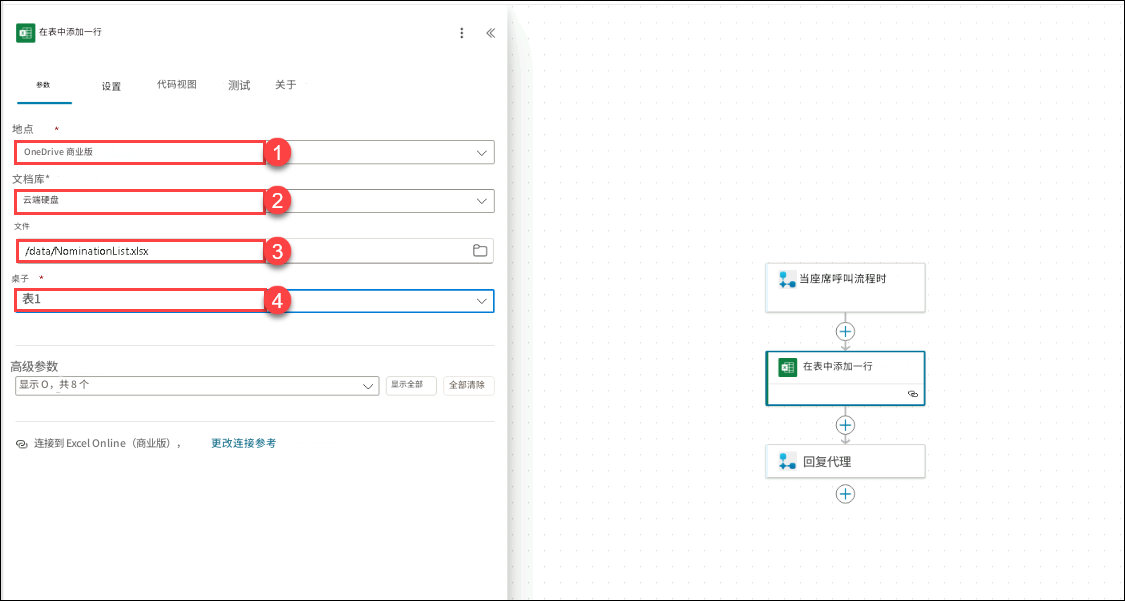 在表中添加一行
参数 设置 代码视图 测试 关于
地点 *
OneDrive 商业版
1
文档库*
云端硬盘
2
文件
/data/NominationList.xlsx
3
桌子 *
表1
4
高级参数
显示 O，共 8 个
显示全部
全部清除
连接到 Excel Online（商业版），
更改连接参考
当座席呼叫流程时
在表中添加一行
回复代理